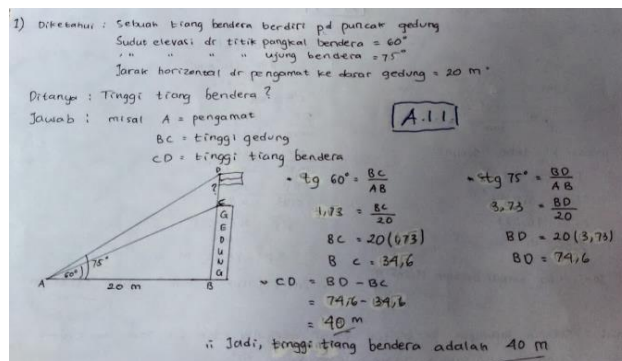 1) Diketahui : Sebuah tiang bendera berdiri pd puncak gedung
Sudut elevasi dr titik pangkal bendera = 60°
" " " " ujung bendera = 75°
Jarak horizontal dr pengamat ke dasar gedung = 20 m.
Ditanya : Tinggi tiang bendera ?
Jawab : misal A = pengamat
A.11
BC = tinggi gedung
CD = tinggi tiang bendera
• tg 60° = BC/AB
1,73 = BC/20
BC = 20(1,73)
BC = 34,6
• tg 75° = BD/AB
3,73 = BD/20
BD = 20(3,73)
BD = 74,6
D
?
C
GEDUNG
60° 75°
A 20 m B
• CD = BD - BC
= 74,6 - 34,6
= 40 m
∴ Jadi, tinggi tiang bendera adalah 40 m